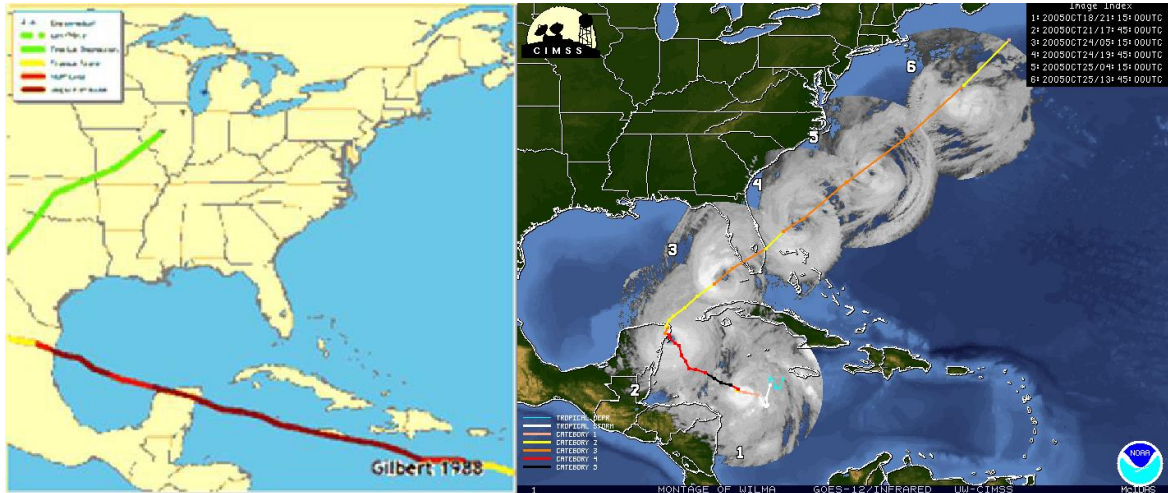 Gilbert 1988
CIMSS
Image Index
1: 2005OCT18/21:15:00UTC
2: 2005OCT21/17:45:00UTC
3: 2005OCT24/05:15:00UTC
4: 2005OCT24/19:45:00UTC
5: 2005OCT25/04:15:00UTC
6: 2005OCT25/13:45:00UTC
6
5
4
3
2
1
TROPICAL DEPR
TROPICAL STORM
CATEGORY 1
CATEGORY 2
CATEGORY 3
CATEGORY 4
CATEGORY 5
NOAA
1 MONTAGE OF WILMA GOES-12/INFRARED UW-CIMSS McIDAS